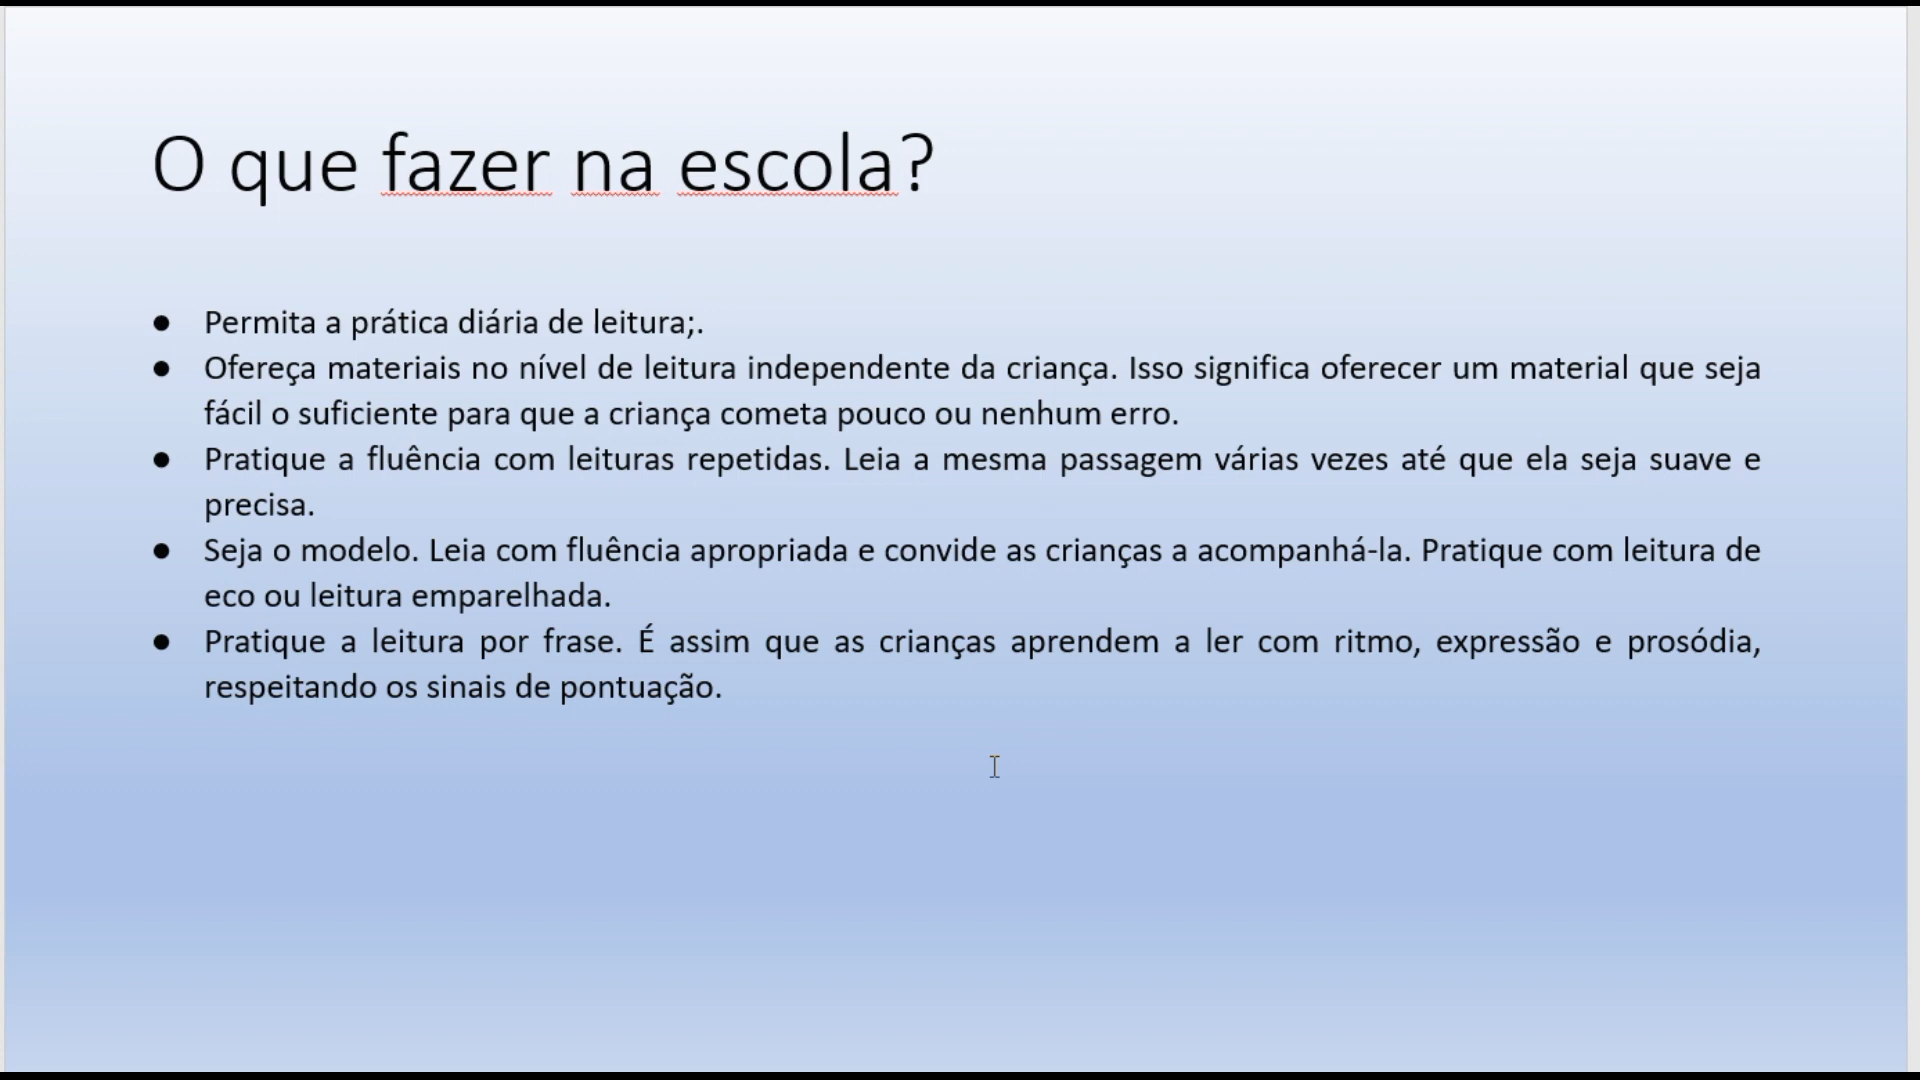 O que fazer na escola?
● Permita a prática diária de leitura;.
● Ofereça materiais no nível de leitura independente da criança. Isso significa oferecer um material que seja
fácil o suficiente para que a criança cometa pouco ou nenhum erro.
● Pratique a fluência com leituras repetidas. Leia a mesma passagem várias vezes até que ela seja suave e
precisa.
● Seja o modelo. Leia com fluência apropriada e convide as crianças a acompanhá-la. Pratique com leitura de
eco ou leitura emparelhada.
● Pratique a leitura por frase. É assim que as crianças aprendem a ler com ritmo, expressão e prosódia,
respeitando os sinais de pontuação.